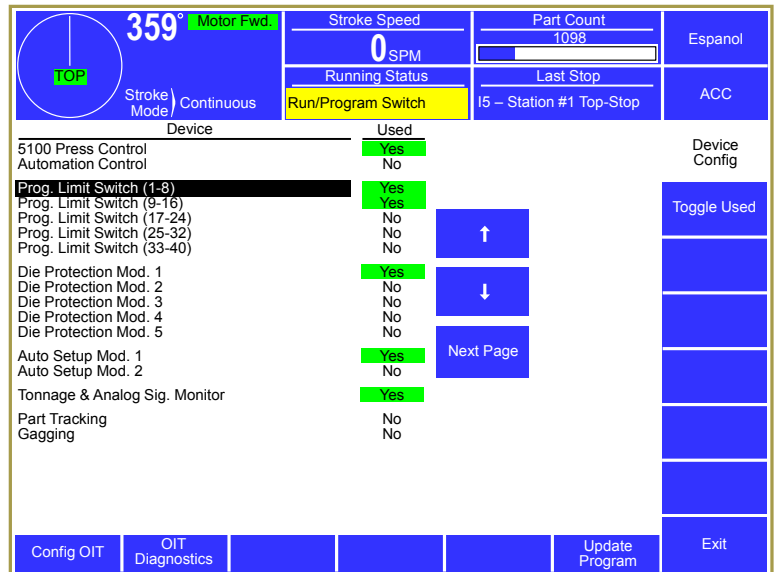 359° Motor Fwd.
TOP
Stroke Mode ) Continuous
Stroke Speed
0 SPM
Part Count
1098
Espanol
Running Status
Run/Program Switch
Last Stop
I5 – Station #1 Top-Stop
ACC
Device Used
5100 Press Control Yes
Automation Control No
Prog. Limit Switch (1-8) Yes
Prog. Limit Switch (9-16) Yes
Prog. Limit Switch (17-24) No
Prog. Limit Switch (25-32) No
Prog. Limit Switch (33-40) No
Die Protection Mod. 1 Yes
Die Protection Mod. 2 No
Die Protection Mod. 3 No
Die Protection Mod. 4 No
Die Protection Mod. 5 No
Auto Setup Mod. 1 Yes
Auto Setup Mod. 2 No
Tonnage & Analog Sig. Monitor Yes
Part Tracking No
Gagging No
↑
↓
Next Page
Device
Config
Toggle Used
Config OIT
OIT
Diagnostics
Update
Program
Exit